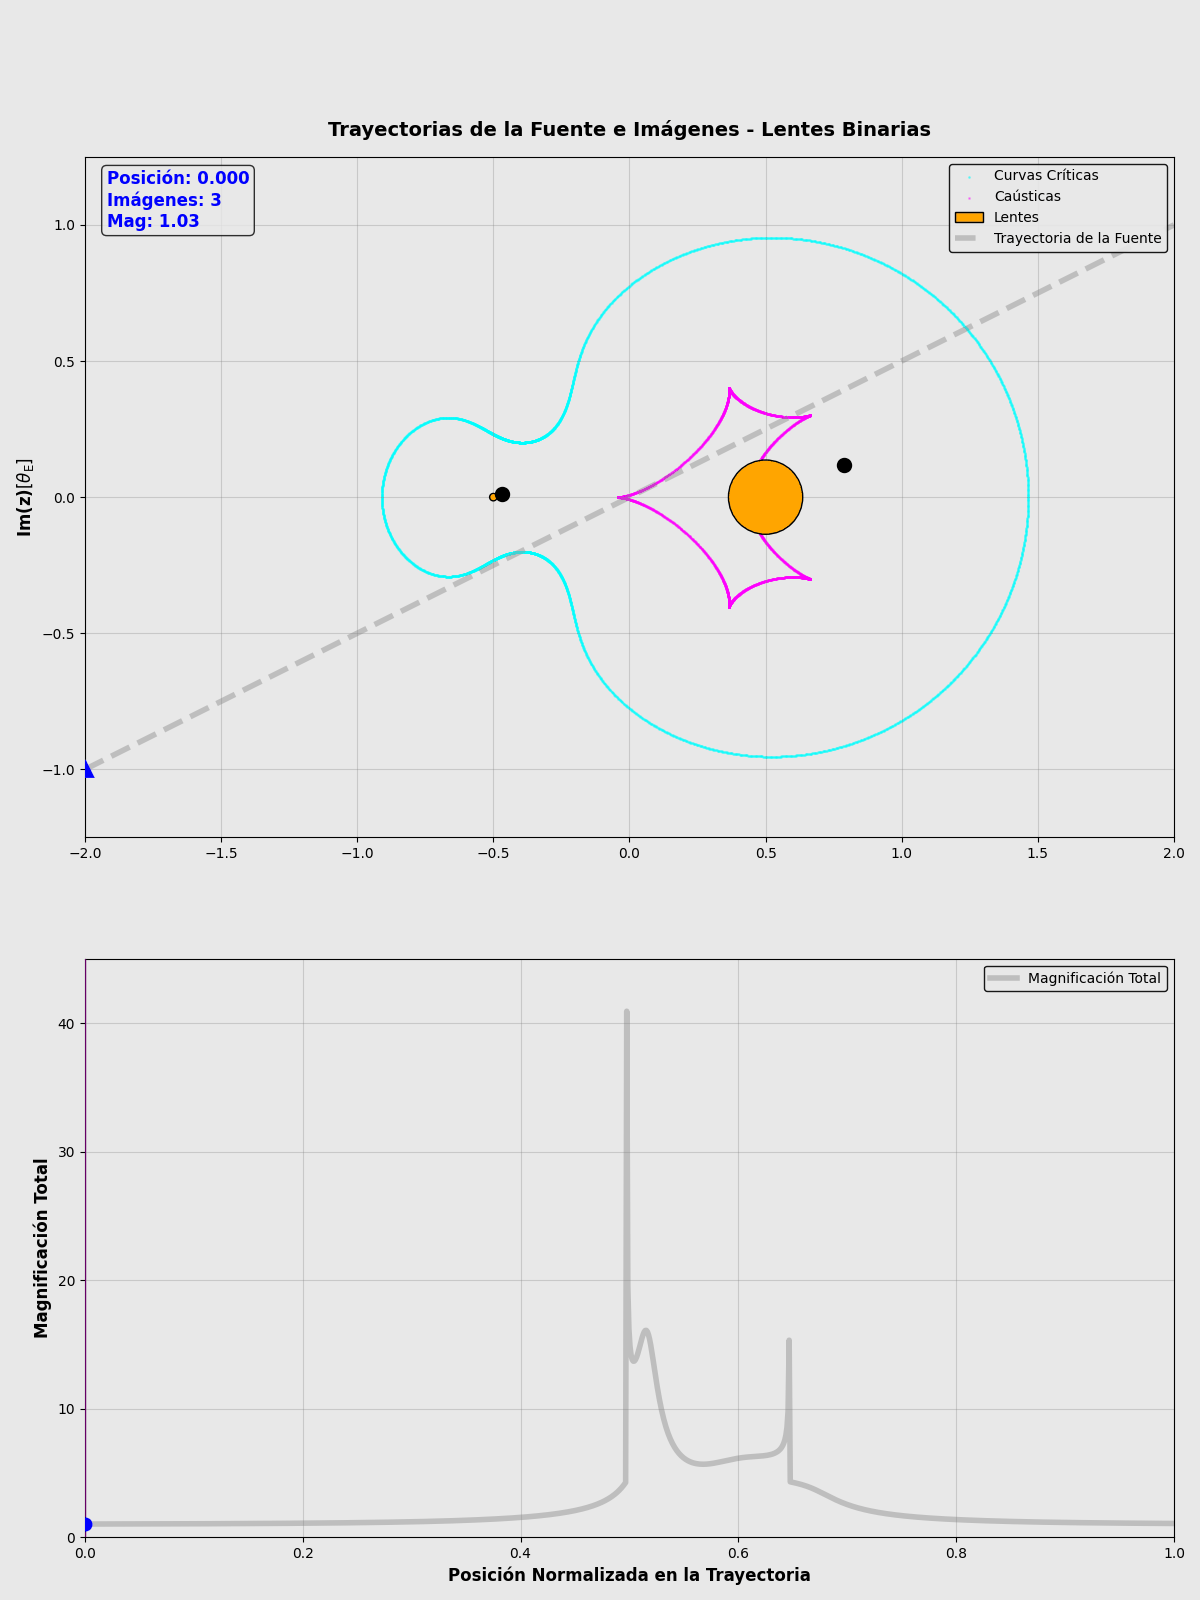 Trayectorias de la Fuente e Imágenes - Lentes Binarias
Posición: 0.000
Imágenes: 3
Mag: 1.03
Curvas Críticas
Caústicas
Lentes
Trayectoria de la Fuente
Im(z)[θ_E]
1.0
0.5
0.0
−0.5
−1.0
−2.0 −1.5 −1.0 −0.5 0.0 0.5 1.0 1.5 2.0
Magnificación Total
Magnificación Total
40
30
20
10
0
0.0 0.2 0.4 0.6 0.8 1.0
Posición Normalizada en la Trayectoria